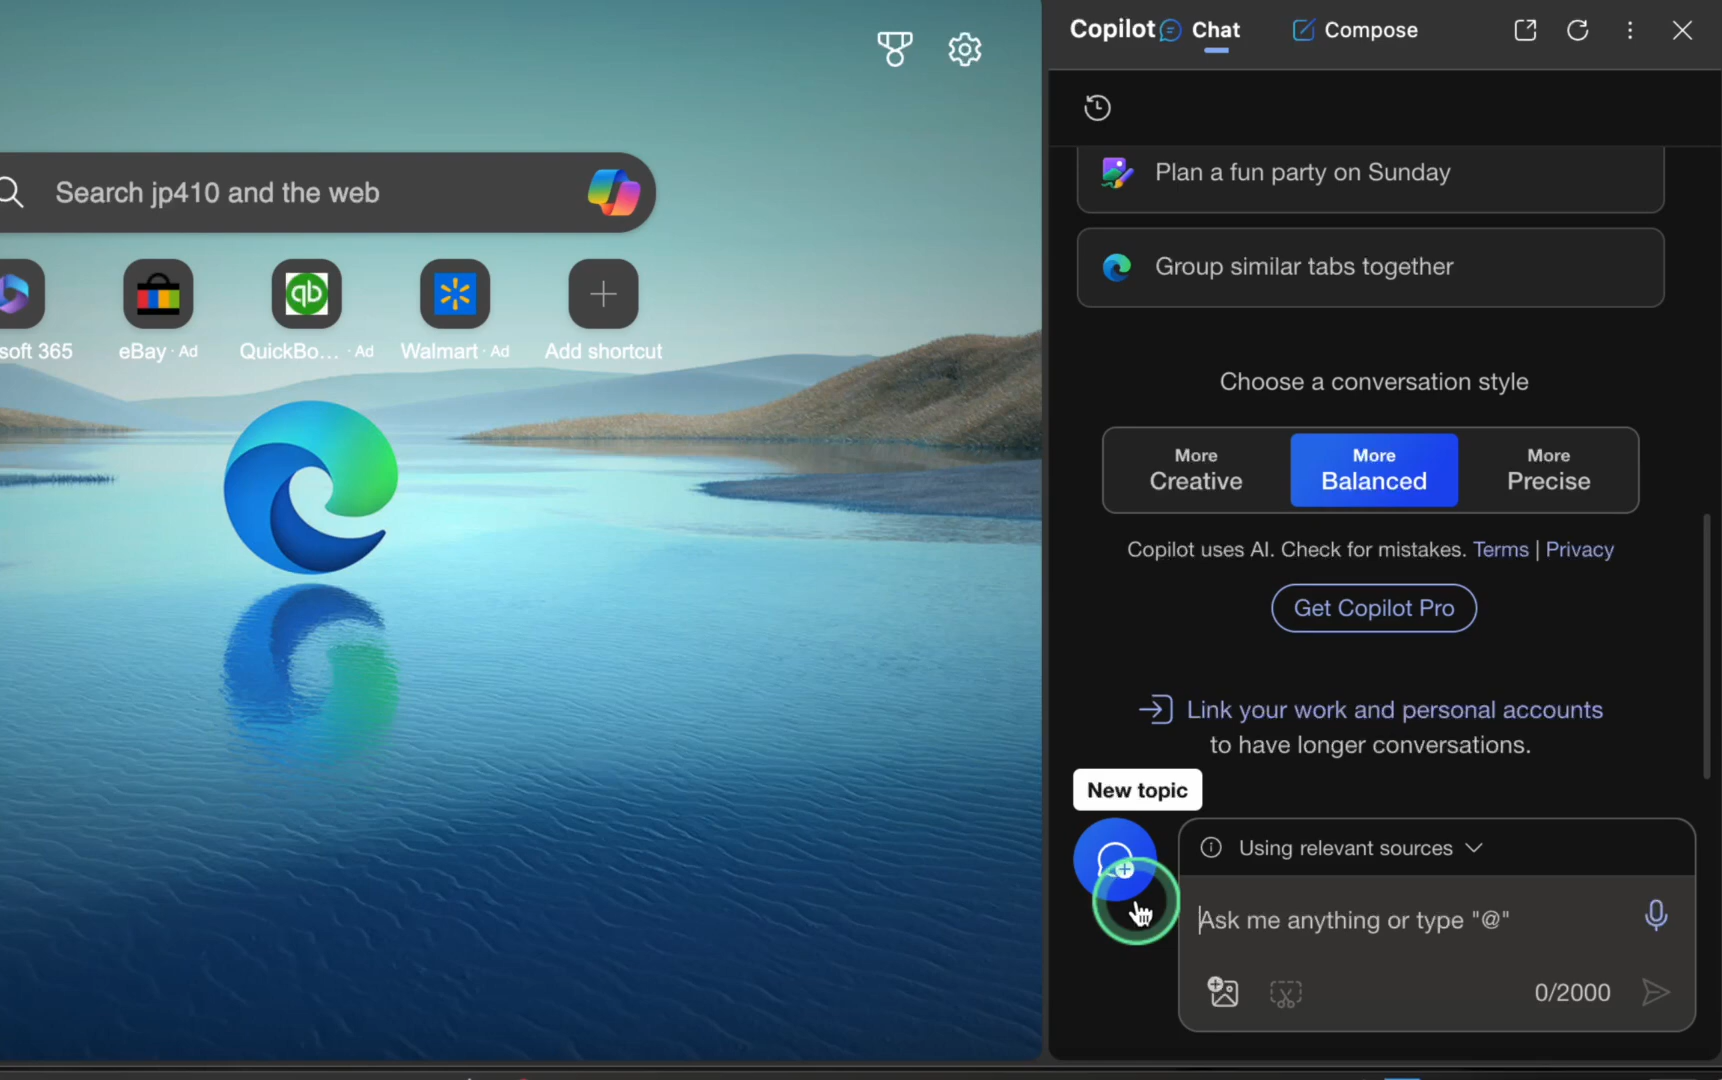 Copilot
Chat
Compose
Search jp410 and the web
soft 365
eBay · Ad
qb
QuickBo... · Ad
Walmart · Ad
Add shortcut
Plan a fun party on Sunday
Group similar tabs together
Choose a conversation style
More
Creative
More
Balanced
More
Precise
Copilot uses AI. Check for mistakes. Terms | Privacy
Get Copilot Pro
Link your work and personal accounts
to have longer conversations.
New topic
Using relevant sources
Ask me anything or type "@"
0/2000